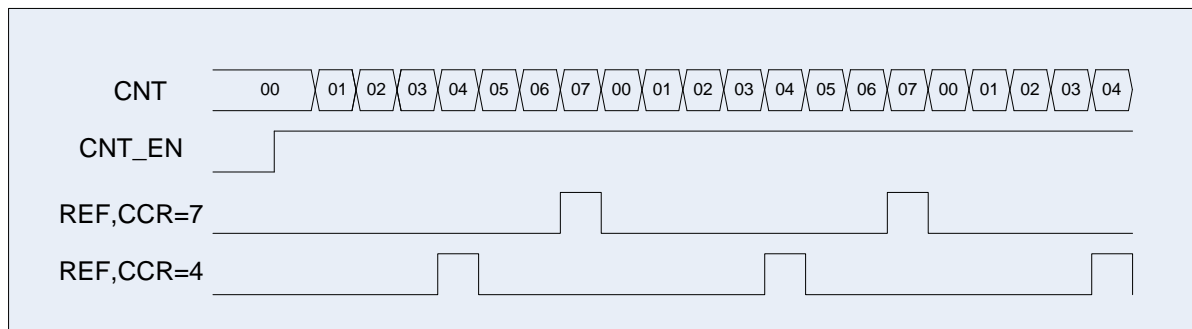 CNT 00 01 02 03 04 05 06 07 00 01 02 03 04 05 06 07 00 01 02 03 04
CNT_EN
REF,CCR=7
REF,CCR=4